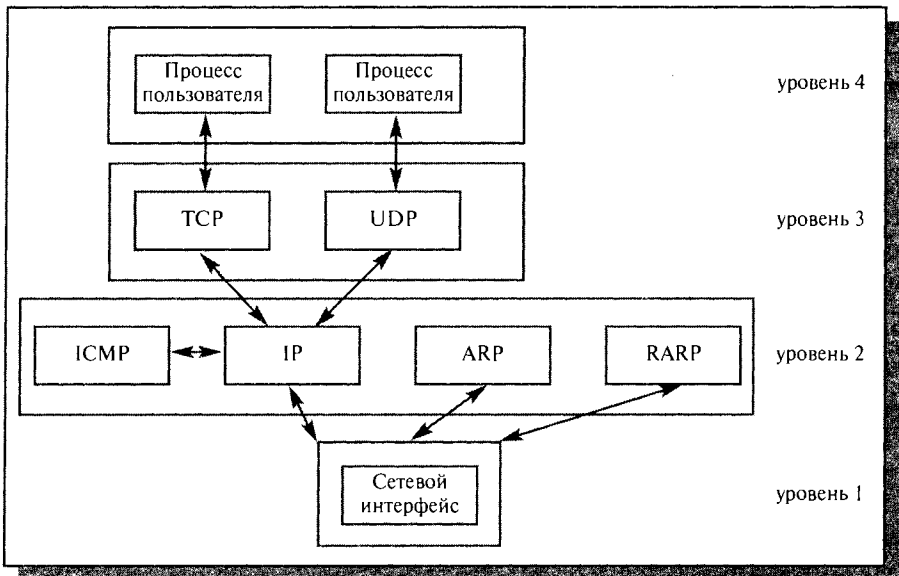 Процесс
пользователя
Процесс
пользователя
уровень 4
TCP
UDP
уровень 3
ICMP
IP
ARP
RARP
уровень 2
Сетевой
интерфейс
уровень 1